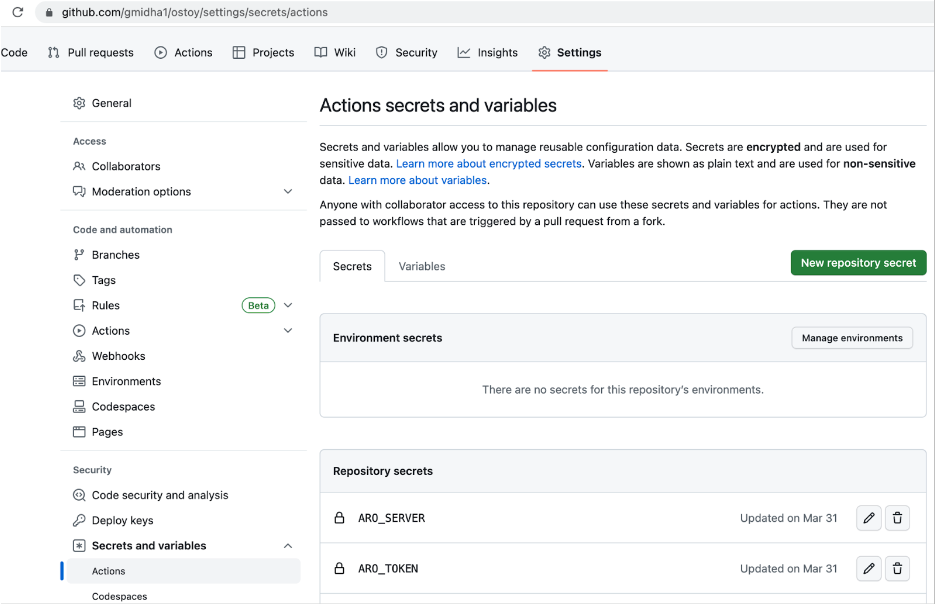 github.com/gmidha1/ostoy/settings/secrets/actions
Code Pull requests Actions Projects Wiki Security Insights Settings
General
Access
Collaborators
Moderation options
Code and automation
Branches
Tags
Rules Beta
Actions
Webhooks
Environments
Codespaces
Pages
Security
Code security and analysis
Deploy keys
Secrets and variables
Actions
Codespaces
Actions secrets and variables
Secrets and variables allow you to manage reusable configuration data. Secrets are encrypted and are used for
sensitive data. Learn more about encrypted secrets. Variables are shown as plain text and are used for non-sensitive
data. Learn more about variables.
Anyone with collaborator access to this repository can use these secrets and variables for actions. They are not
passed to workflows that are triggered by a pull request from a fork.
Secrets Variables New repository secret
Environment secrets Manage environments
There are no secrets for this repository's environments.
Repository secrets
ARO_SERVER Updated on Mar 31
ARO_TOKEN Updated on Mar 31